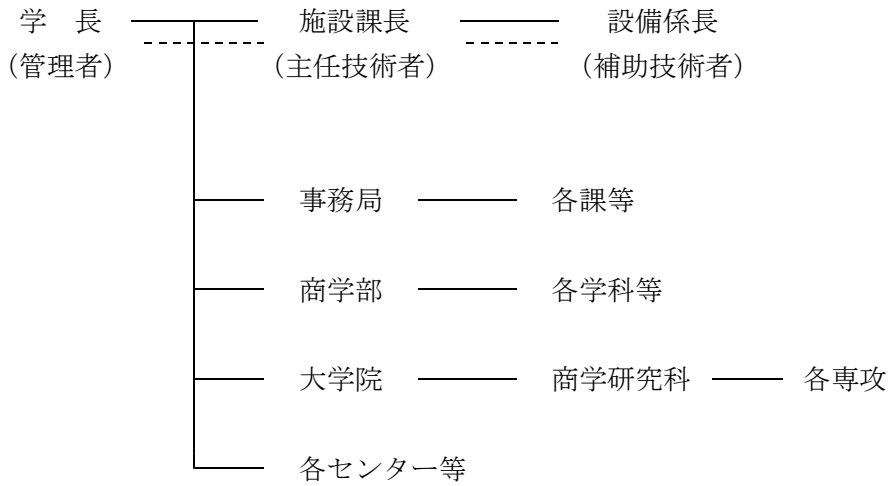 学　長　施設課長　設備係長
（管理者）　（主任技術者）　（補助技術者）
事務局　各課等
商学部　各学科等
大学院　商学研究科　各専攻
各センター等